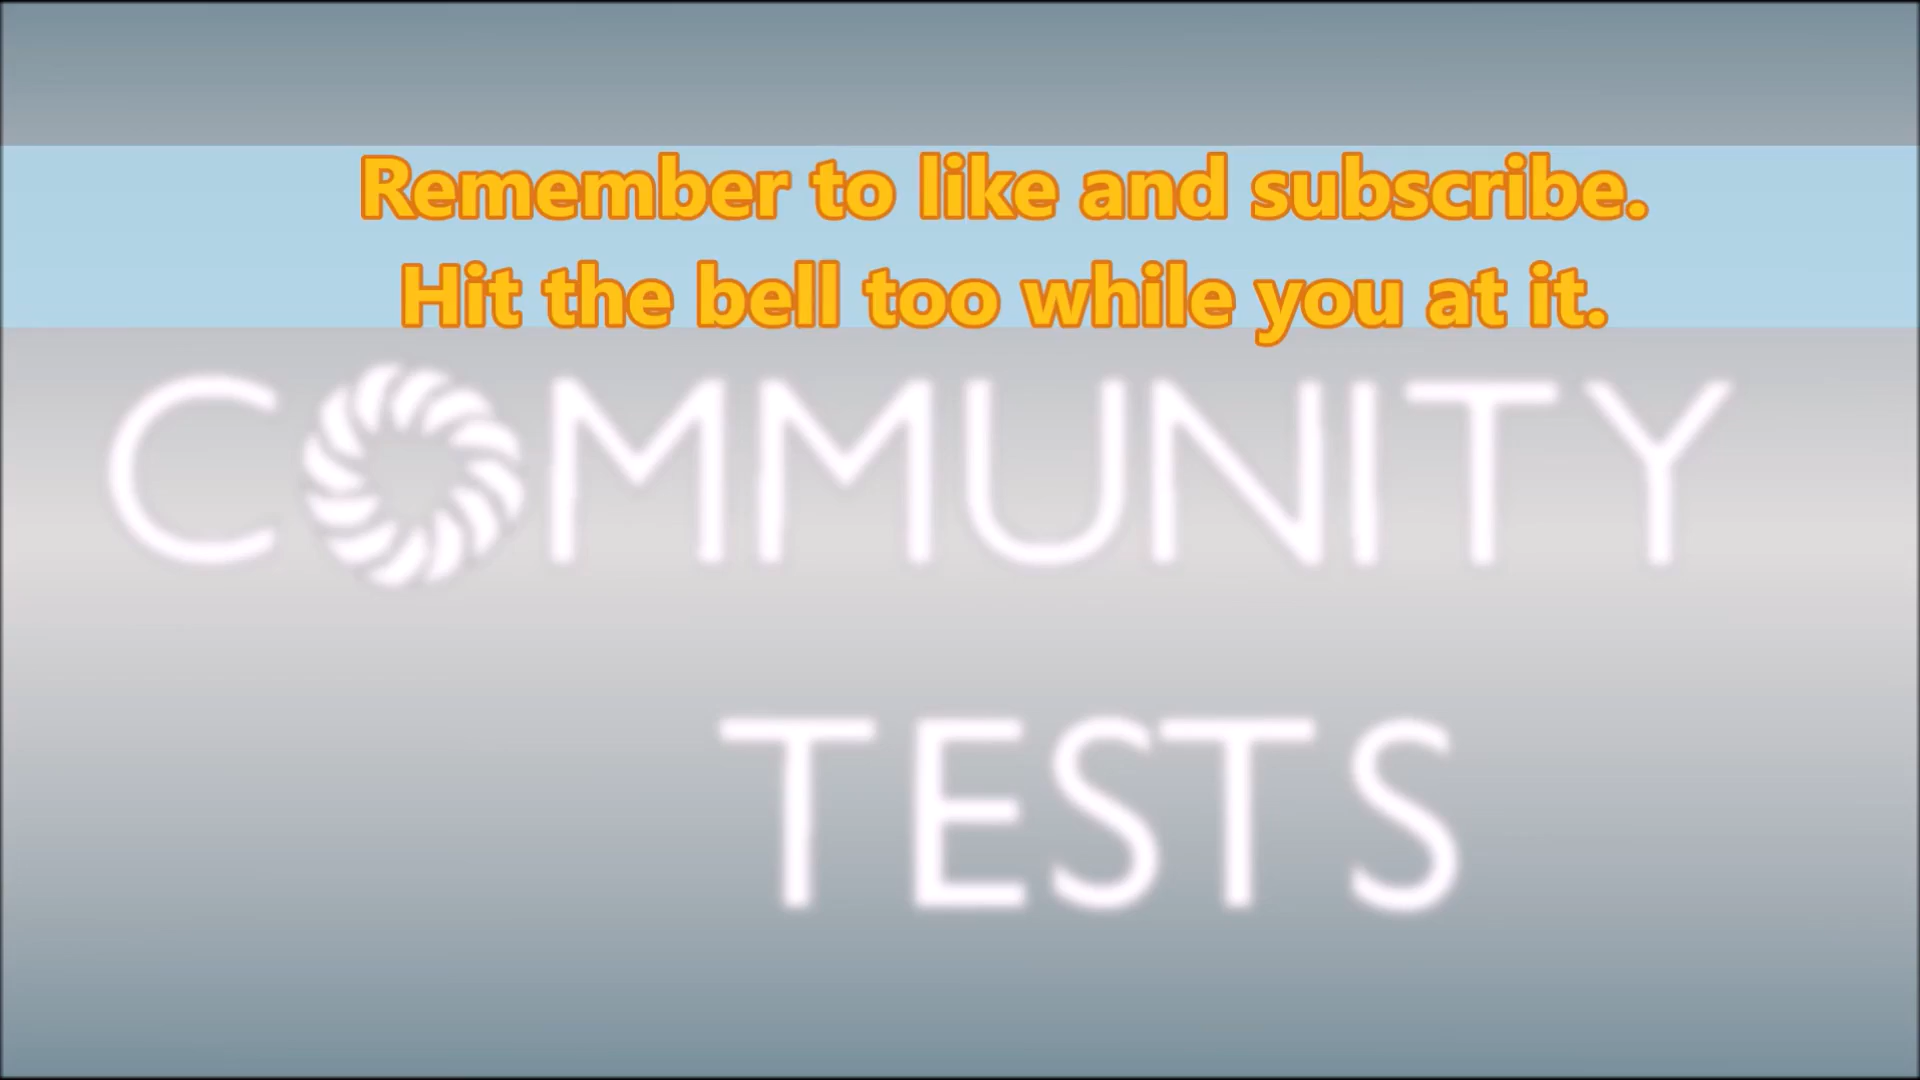 Remember to like and subscribe.
Hit the bell too while you at it.
COMMUNITY
TESTS